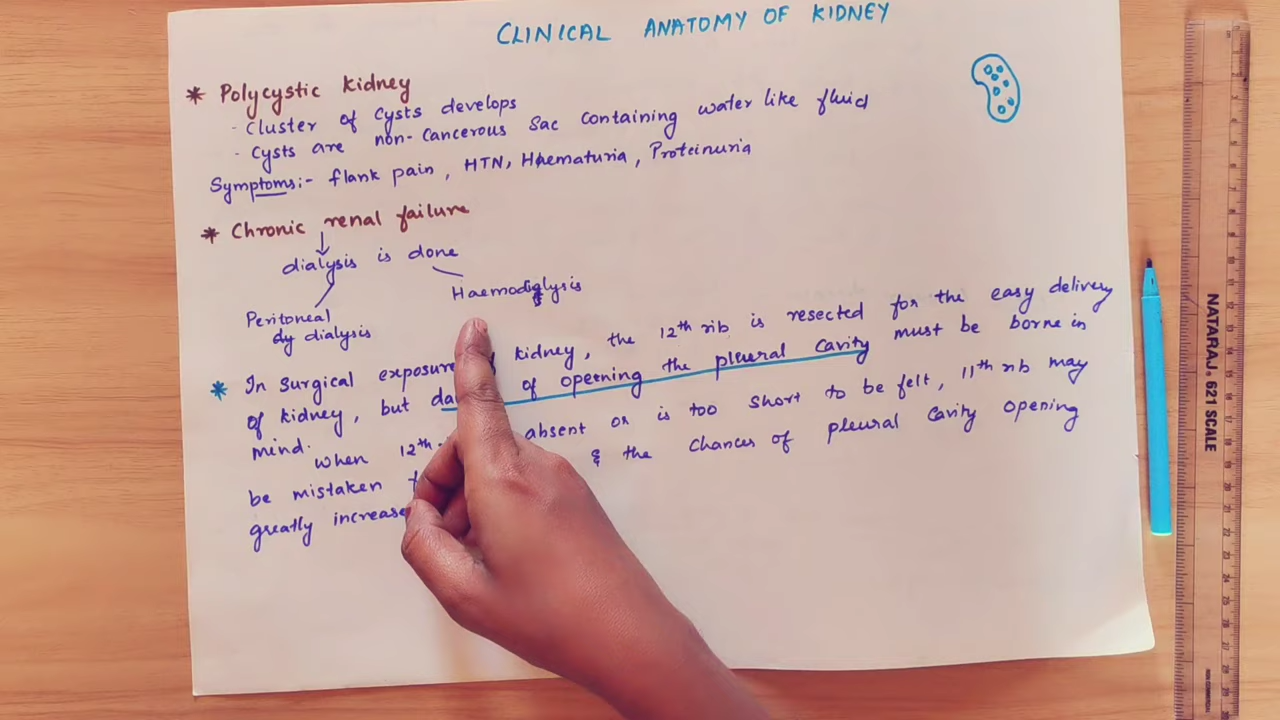 CLINICAL ANATOMY OF KIDNEY
* Polycystic kidney
- Cluster of cysts develops
- Cysts are non-cancerous sac containing water like fluid
Symptoms:- flank pain, HTN, Haematuria, Proteinuria
* Chronic renal failure
dialysis is done
Haemodialysis
Peritoneal
dy dialysis
* In surgical exposure kidney, the 12th rib is resected for the easy delivery
of kidney, but of opening the pleural cavity must be borne in
mind.
When 12th absent or is too short to be felt, 11th rib may
be mistaken & the chances of pleural cavity opening
greatly increase
NATARAJ 621 SCALE